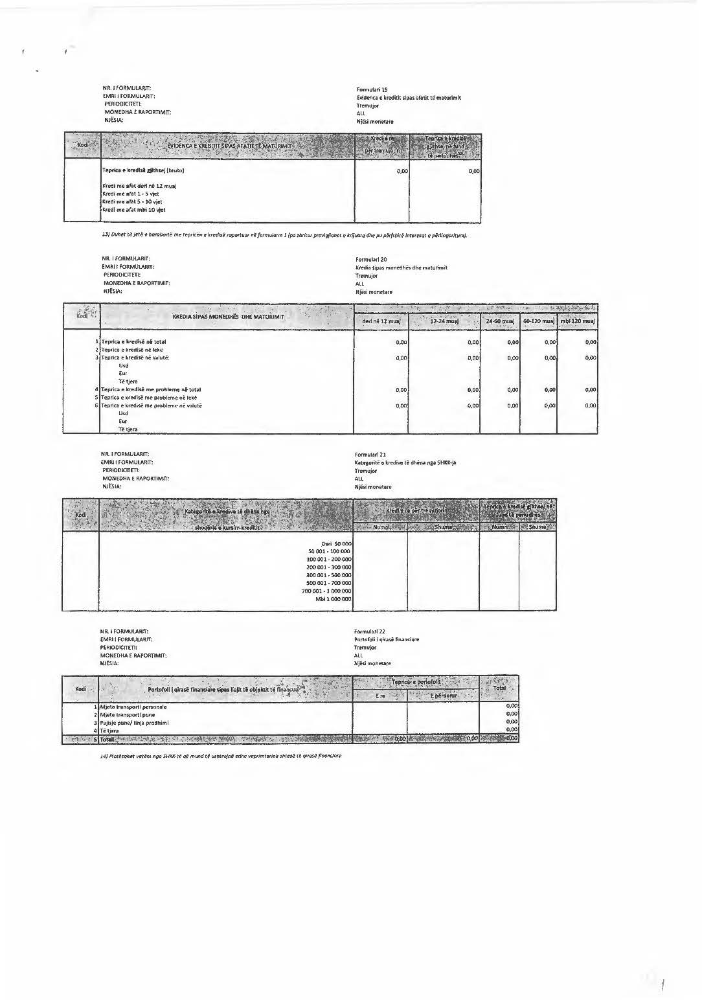 NR. I FORMULARIT: Formulari 19
EMRI I FORMULARIT: Evidenca e kreditit sipas afatit të maturimit
PERIODICITETI: Tremujor
MONEDHA E RAPORTIMIT: ALL
NJËSIA: Njësi monetare
Kodi EVIDENCA E KREDITIT SIPAS AFATIT TË MATURIMIT Kredi e re për tremujorin Teprica e kredisë gjithsej në fund të periudhës
Teprica e kredisë gjithsej (bruto) 0,00 0,00
Kredi me afat deri në 12 muaj
Kredi me afat 1 - 5 vjet
Kredi me afat 5 - 10 vjet
Kredi me afat mbi 10 vjet
13) Duhet të jetë e barabartë me tepricën e kredisë raportuar në formularin 1 (pa zbritur provigjionet e krijuara dhe pa përfshirë interesat e përllogaritura).
NR. I FORMULARIT: Formulari 20
EMRI I FORMULARIT: Kredia sipas monedhës dhe maturimit
PERIODICITETI: Tremujor
MONEDHA E RAPORTIMIT: ALL
NJËSIA: Njësi monetare
Kodi KREDIA SIPAS MONEDHËS DHE MATURIMIT deri në 12 muaj 12-24 muaj 24-60 muaj 60-120 muaj mbi 120 muaj
1 Teprica e kredisë në total 0,00 0,00 0,00 0,00 0,00
2 Teprica e kredisë në lekë
3 Teprica e kredisë në valutë: 0,00 0,00 0,00 0,00 0,00
Usd
Eur
Të tjera
4 Teprica e kredisë me probleme në total 0,00 0,00 0,00 0,00 0,00
5 Teprica e kredisë me probleme në lekë
6 Teprica e kredisë me probleme në valutë 0,00 0,00 0,00 0,00 0,00
Usd
Eur
Të tjera
NR. I FORMULARIT: Formulari 21
EMRI I FORMULARIT: Kategoritë e kredive të dhëna nga SHKK-ja
PERIODICITETI: Tremujor
MONEDHA E RAPORTIMIT: ALL
NJËSIA: Njësi monetare
Kodi Kategoritë e kredive të dhëna nga Kredi e re për tremujorin Teprica e kredisë gjithsej në fund të periudhës
shoqëria e kursim-kreditit Numri Shuma Numri Shuma
Deri 50 000
50 001 - 100 000
100 001 - 200 000
200 001 - 300 000
300 001 - 500 000
500 001 - 700 000
700 001 - 1 000 000
Mbi 1 000 000
NR. I FORMULARIT: Formulari 22
EMRI I FORMULARIT: Portofoli i qirasë financiare
PERIODICITETI: Tremujor
MONEDHA E RAPORTIMIT: ALL
NJËSIA: Njësi monetare
Kodi Portofoli i qirasë financiare sipas llojit të objektit të financuar Teprica e portofolit Total
E re E përdorur
1 Mjete transporti personale 0,00
2 Mjete transporti pune 0,00
3 Pajisje pune/ linja prodhimi 0,00
4 Të tjera 0,00
5 Totali 0,00 0,00 0,00
14) Plotësohet vetëm nga SHKK-të që mund të ushtrojnë edhe veprimtarinë shtesë të qirasë financiare